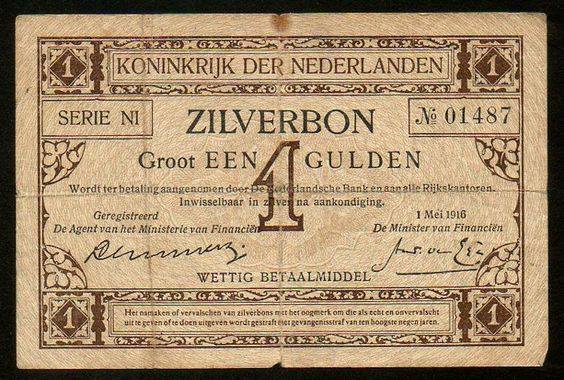 1 KONINKRIJK DER NEDERLANDEN 1
SERIE NI ZILVERBON № 01487
Groot EEN 1 GULDEN
Wordt ter betaling aangenomen door De Nederlandsche Bank en aan alle Rijkskantoren.
Inwisselbaar in zilver na aankondiging.
Geregistreerd 1 Mei 1916
De Agent van het Ministerie van Financiën De Minister van Financiën
WETTIG BETAALMIDDEL
1 Het namaken of vervalschen van zilverbons met het oogmerk om die als echt en onvervalscht 1
uit te geven of te doen uitgeven wordt gestraft met gevangenisstraf van ten hoogste negen jaren.